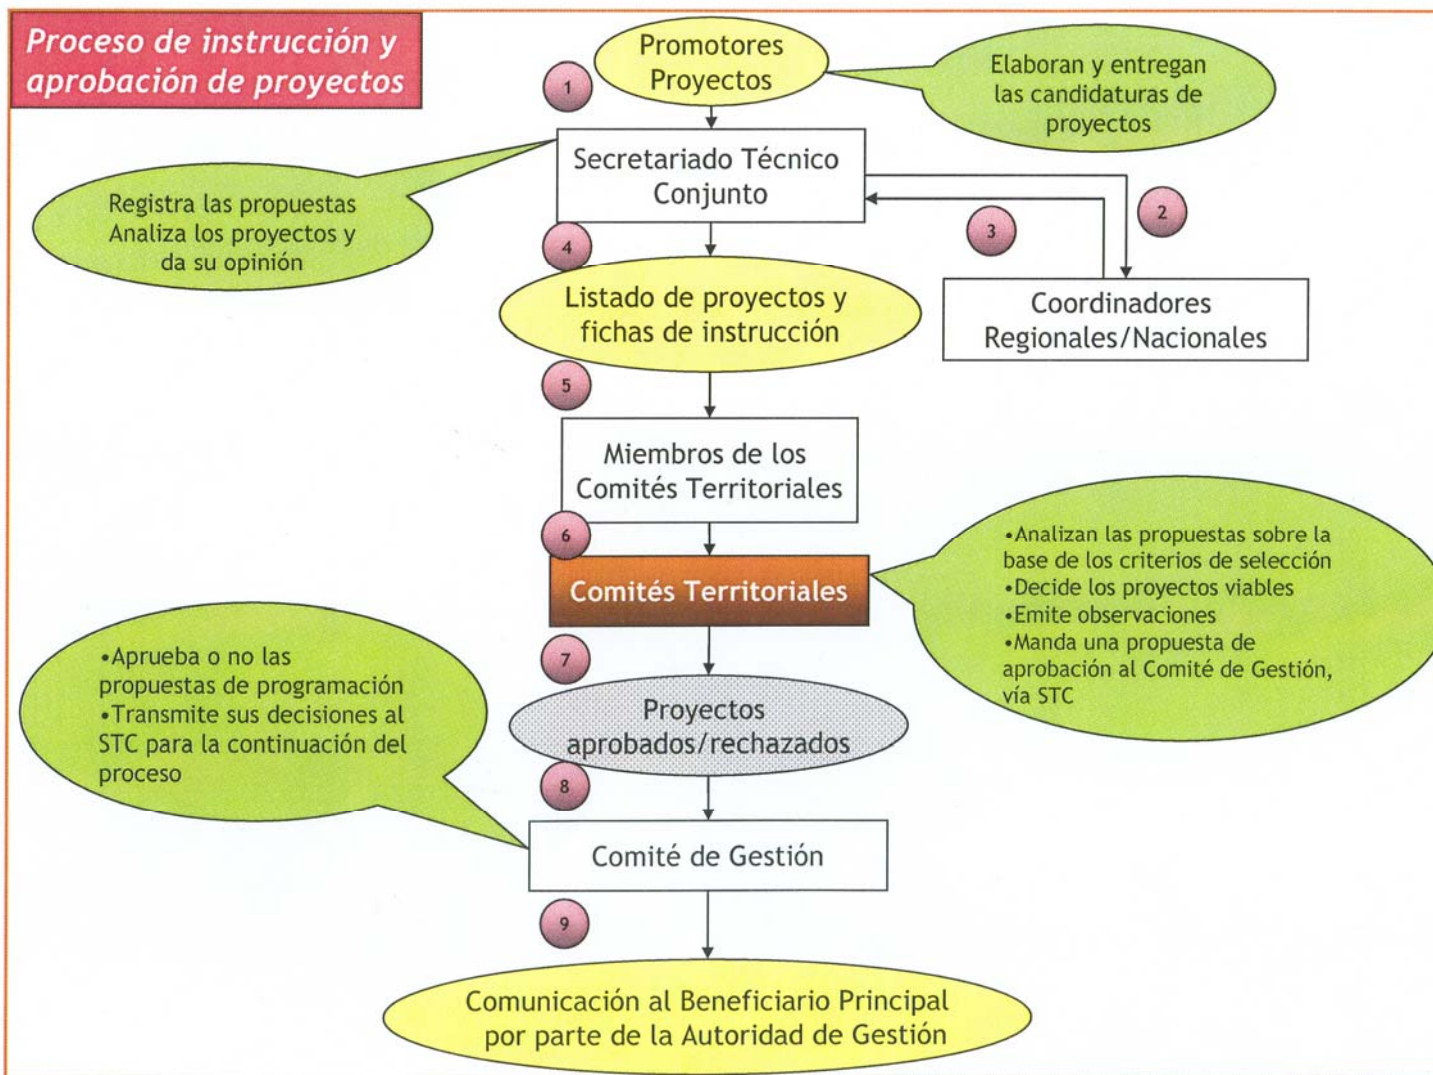 Proceso de instrucción y
aprobación de proyectos
Promotores
Proyectos
Elaboran y entregan
las candidaturas de
proyectos
1
Secretariado Técnico
Conjunto
Registra las propuestas
Analiza los proyectos y
da su opinión
2
3
4
Coordinadores
Regionales/Nacionales
Listado de proyectos y
fichas de instrucción
5
Miembros de los
Comités Territoriales
6
Comités Territoriales
•Analizan las propuestas sobre la
base de los criterios de selección
•Decide los proyectos viables
•Emite observaciones
•Manda una propuesta de
aprobación al Comité de Gestión,
vía STC
7
Proyectos
aprobados/rechazados
•Aprueba o no las
propuestas de programación
•Transmite sus decisiones al
STC para la continuación del
proceso
8
Comité de Gestión
9
Comunicación al Beneficiario Principal
por parte de la Autoridad de Gestión